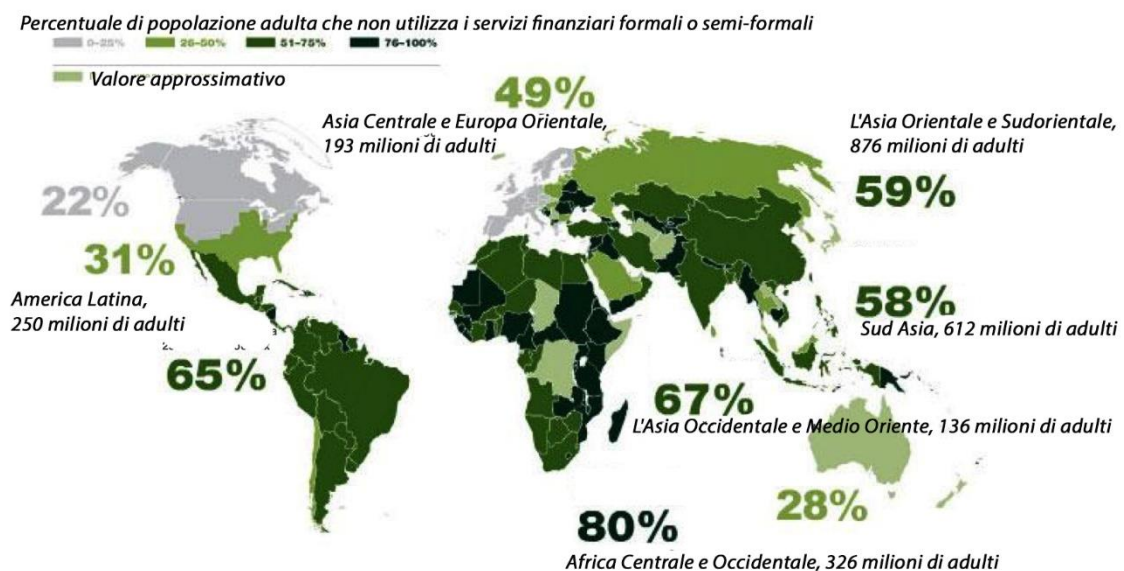 Percentuale di popolazione adulta che non utilizza i servizi finanziari formali o semi-formali
0–25% 26–50% 51–75% 76–100%
Valore approssimativo
49%
Asia Centrale e Europa Orientale,
193 milioni di adulti
L'Asia Orientale e Sudorientale,
876 milioni di adulti
59%
22%
31%
America Latina,
250 milioni di adulti
65%
58%
Sud Asia, 612 milioni di adulti
67%
L'Asia Occidentale e Medio Oriente, 136 milioni di adulti
28%
80%
Africa Centrale e Occidentale, 326 milioni di adulti